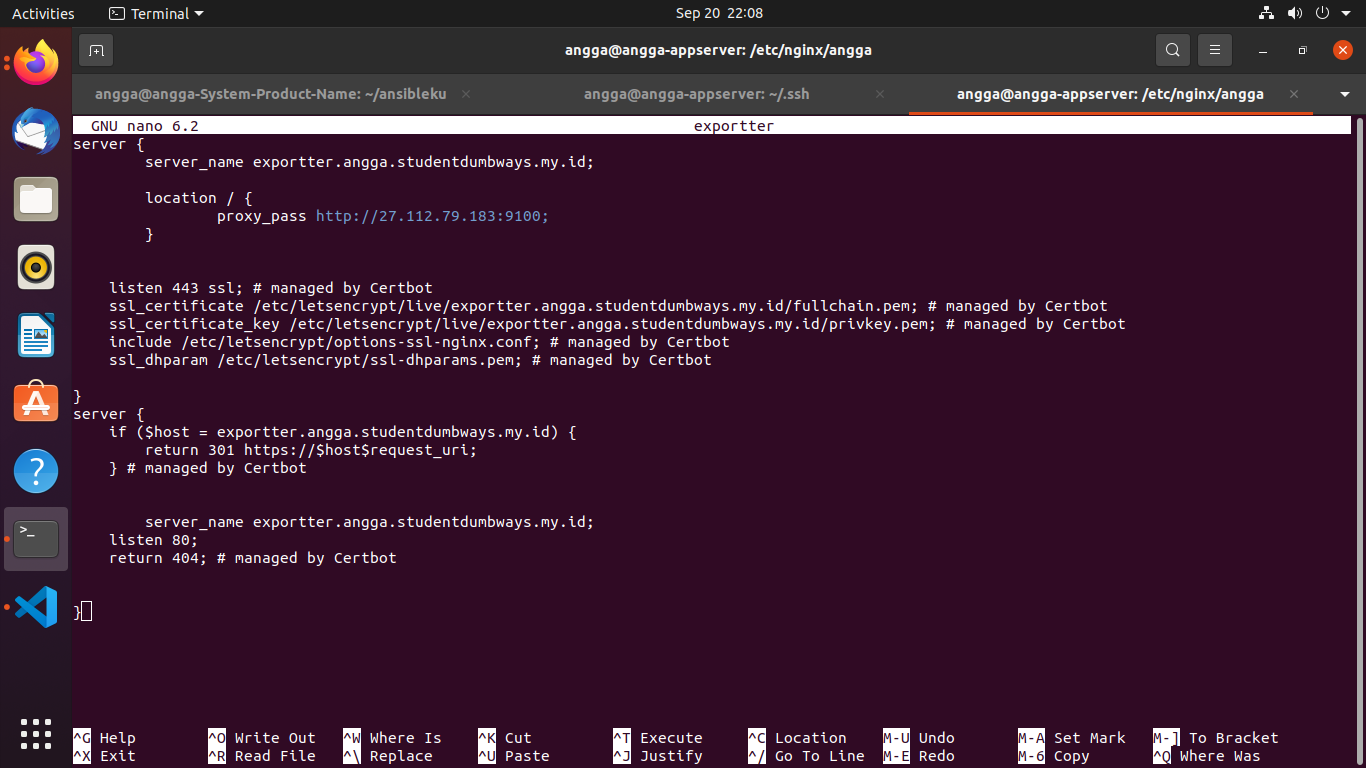 Activities
Terminal
Sep 20 22:08
angga@angga-appserver: /etc/nginx/angga
angga@angga-System-Product-Name: ~/ansibleku
angga@angga-appserver: ~/.ssh
angga@angga-appserver: /etc/nginx/angga
GNU nano 6.2 exportter
server {
server_name exportter.angga.studentdumbways.my.id;
location / {
proxy_pass http://27.112.79.183:9100;
}
listen 443 ssl; # managed by Certbot
ssl_certificate /etc/letsencrypt/live/exportter.angga.studentdumbways.my.id/fullchain.pem; # managed by Certbot
ssl_certificate_key /etc/letsencrypt/live/exportter.angga.studentdumbways.my.id/privkey.pem; # managed by Certbot
include /etc/letsencrypt/options-ssl-nginx.conf; # managed by Certbot
ssl_dhparam /etc/letsencrypt/ssl-dhparams.pem; # managed by Certbot
}
server {
if ($host = exportter.angga.studentdumbways.my.id) {
return 301 https://$host$request_uri;
} # managed by Certbot
server_name exportter.angga.studentdumbways.my.id;
listen 80;
return 404; # managed by Certbot
}
^G Help ^O Write Out ^W Where Is ^K Cut ^T Execute ^C Location M-U Undo M-A Set Mark M-] To Bracket
^X Exit ^R Read File ^\ Replace ^U Paste ^J Justify ^/ Go To Line M-E Redo M-6 Copy ^Q Where Was